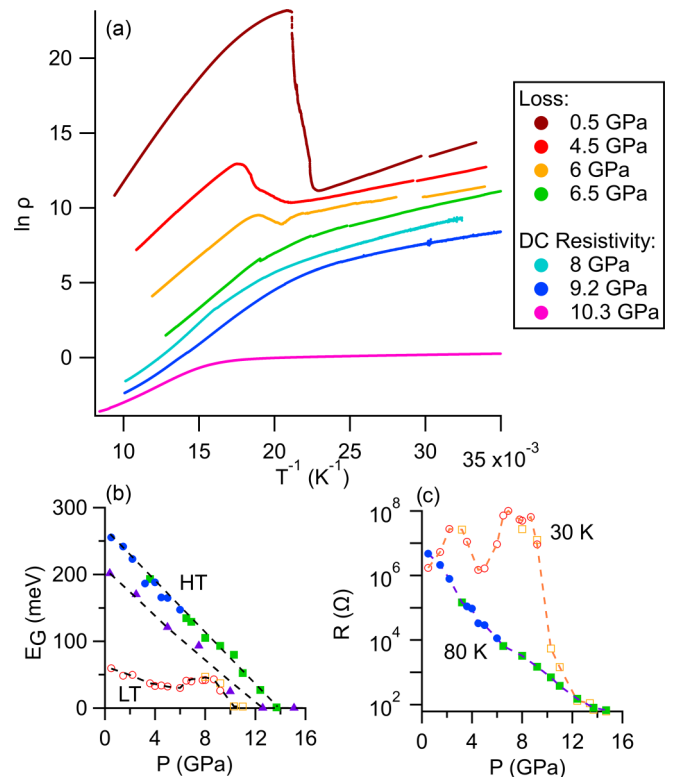 (a)
20
15
10
5
0
ln ρ
10
15
20
25
30
35 x10⁻³
T⁻¹ (K⁻¹)
Loss:
0.5 GPa
4.5 GPa
6 GPa
6.5 GPa
DC Resistivity:
8 GPa
9.2 GPa
10.3 GPa
(b)
300
200
100
0
E_G (meV)
HT
LT
0
4
8
12
16
P (GPa)
(c)
10⁸
10⁶
10⁴
10²
R (Ω)
30 K
80 K
0
4
8
12
16
P (GPa)